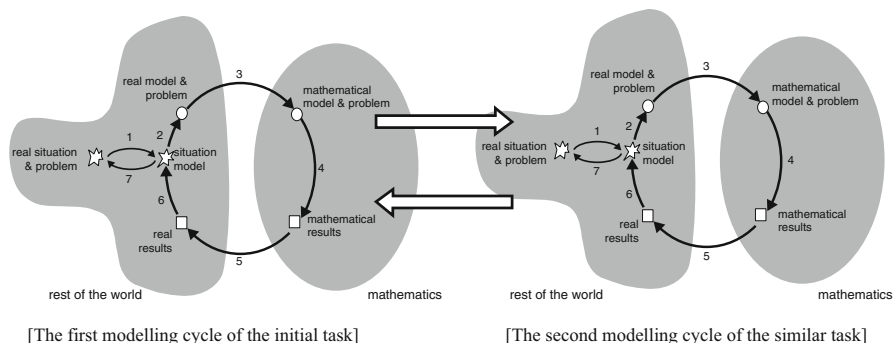 real model &
problem
3
mathematical
model & problem
1
2
real situation
& problem
situation
model
7
4
6
real
results
mathematical
results
5
rest of the world
mathematics
[The first modelling cycle of the initial task]
real model &
problem
3
mathematical
model & problem
1
2
real situation
& problem
situation
model
7
4
6
real
results
mathematical
results
5
rest of the world
mathematics
[The second modelling cycle of the similar task]